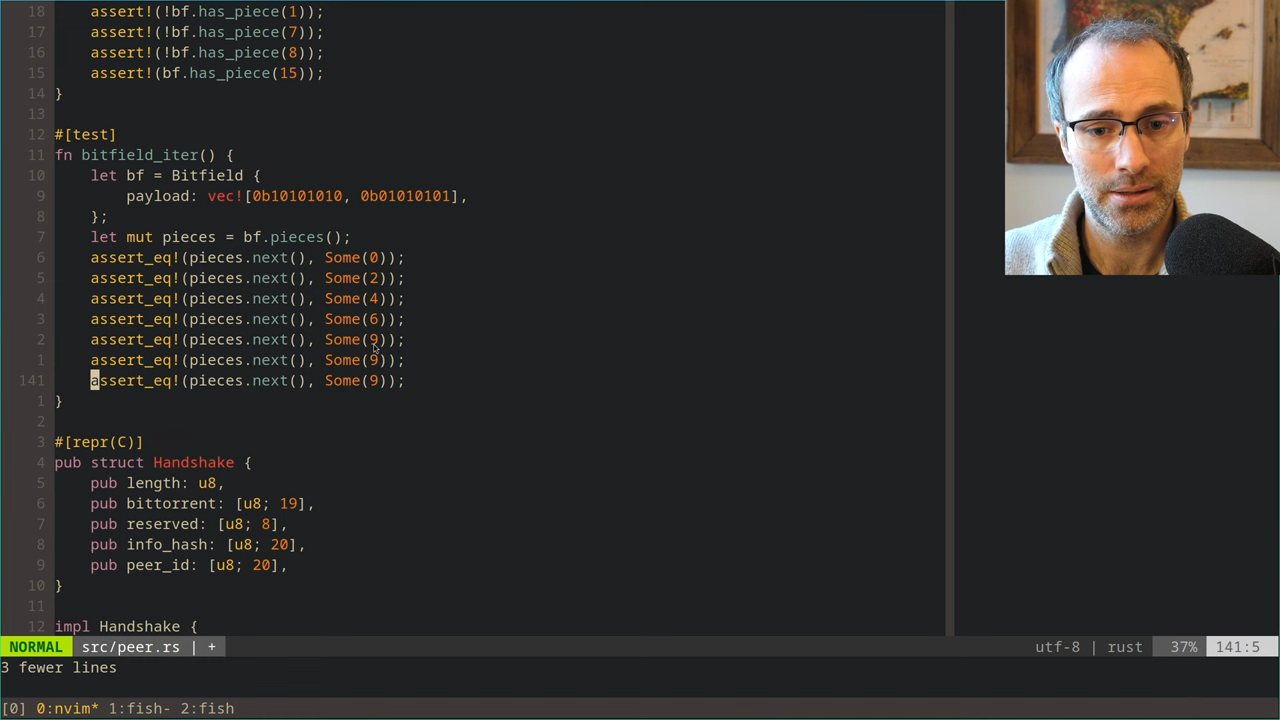 18     assert!(!bf.has_piece(1));
17     assert!(!bf.has_piece(7));
16     assert!(!bf.has_piece(8));
15     assert!(bf.has_piece(15));
14 }
13
12 #[test]
11 fn bitfield_iter() {
10     let bf = Bitfield {
9         payload: vec![0b10101010, 0b01010101],
8     };
7     let mut pieces = bf.pieces();
6     assert_eq!(pieces.next(), Some(0));
5     assert_eq!(pieces.next(), Some(2));
4     assert_eq!(pieces.next(), Some(4));
3     assert_eq!(pieces.next(), Some(6));
2     assert_eq!(pieces.next(), Some(9));
1     assert_eq!(pieces.next(), Some(9));
141     assert_eq!(pieces.next(), Some(9));
1 }
2
3 #[repr(C)]
4 pub struct Handshake {
5     pub length: u8,
6     pub bittorrent: [u8; 19],
7     pub reserved: [u8; 8],
8     pub info_hash: [u8; 20],
9     pub peer_id: [u8; 20],
10 }
11
12 impl Handshake {
NORMAL src/peer.rs | + utf-8 | rust 37% 141:5
3 fewer lines
[0] 0:nvim* 1:fish- 2:fish